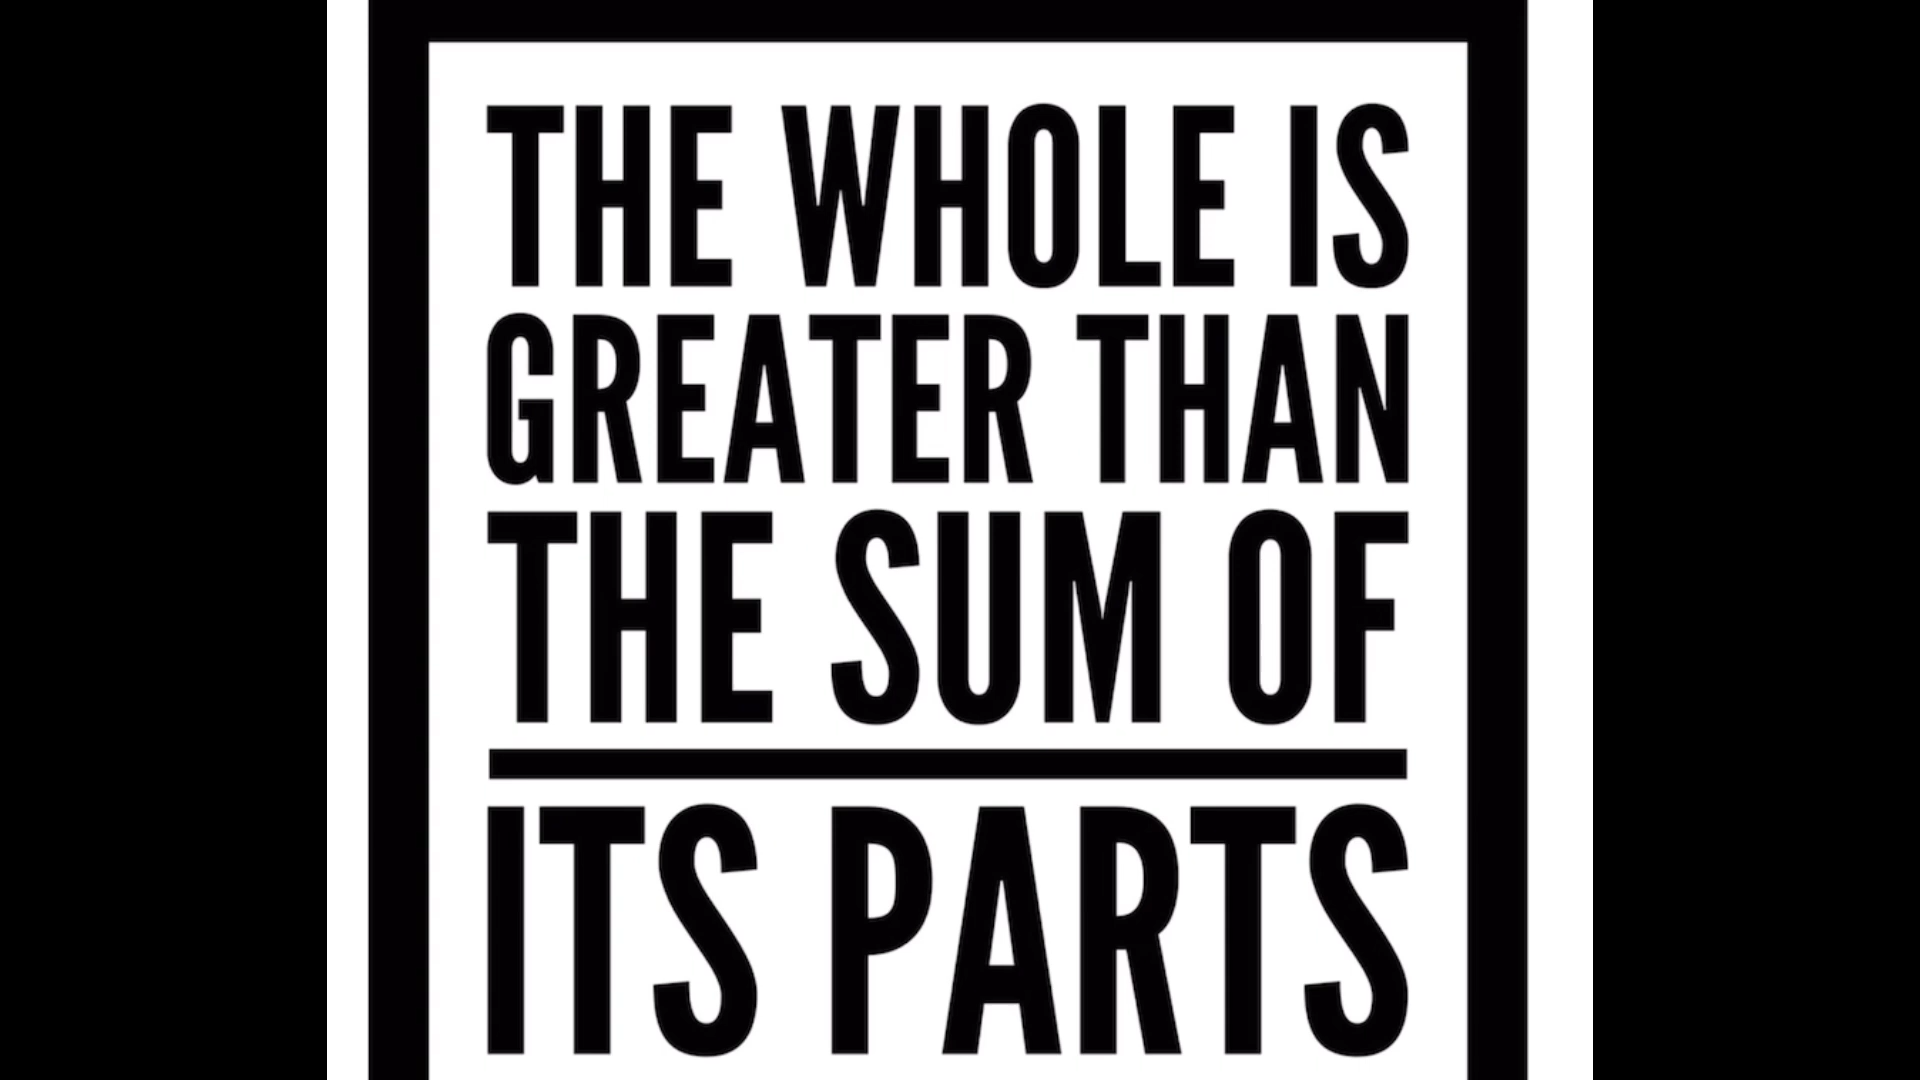 THE WHOLE IS
GREATER THAN
THE SUM OF
ITS PARTS